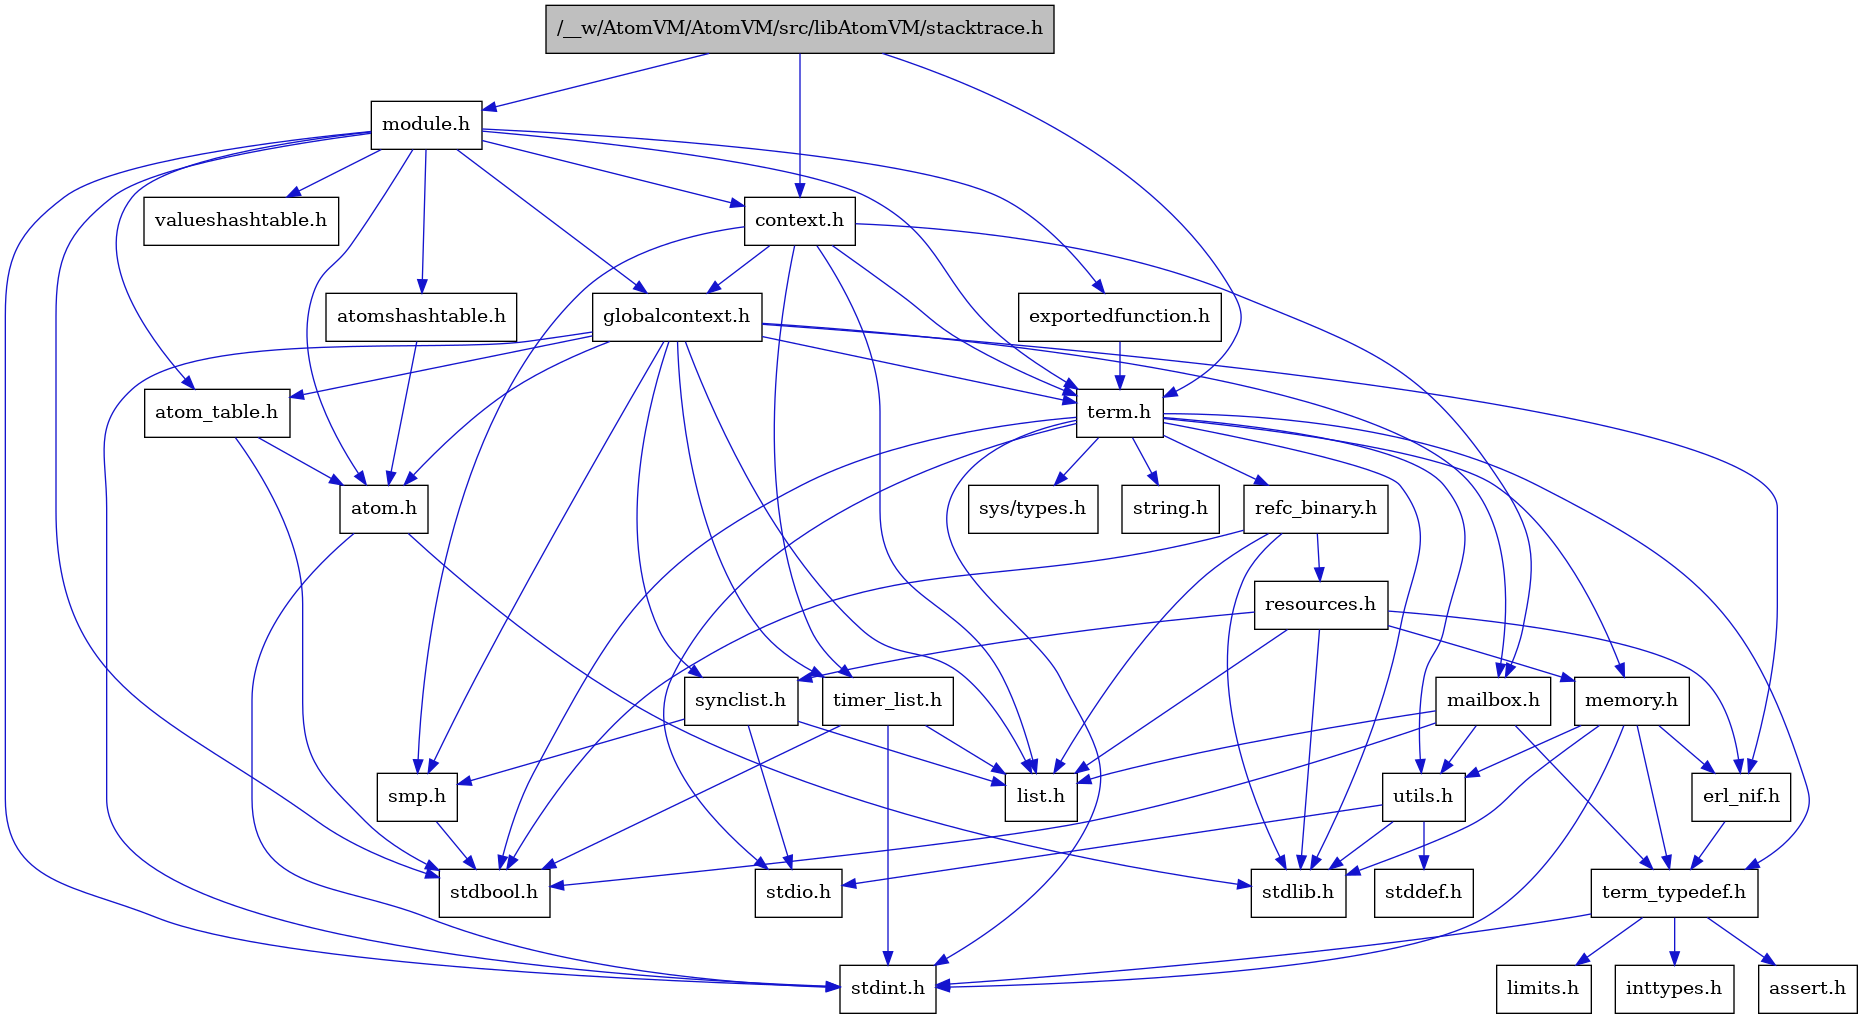 /__w/AtomVM/AtomVM/src/libAtomVM/stacktrace.h
module.h
valueshashtable.h
context.h
atomshashtable.h
globalcontext.h
exportedfunction.h
atom_table.h
term.h
atom.h
sys/types.h
string.h
refc_binary.h
resources.h
synclist.h
timer_list.h
mailbox.h
memory.h
smp.h
list.h
utils.h
erl_nif.h
stdbool.h
stdio.h
stdlib.h
stddef.h
term_typedef.h
stdint.h
limits.h
inttypes.h
assert.h